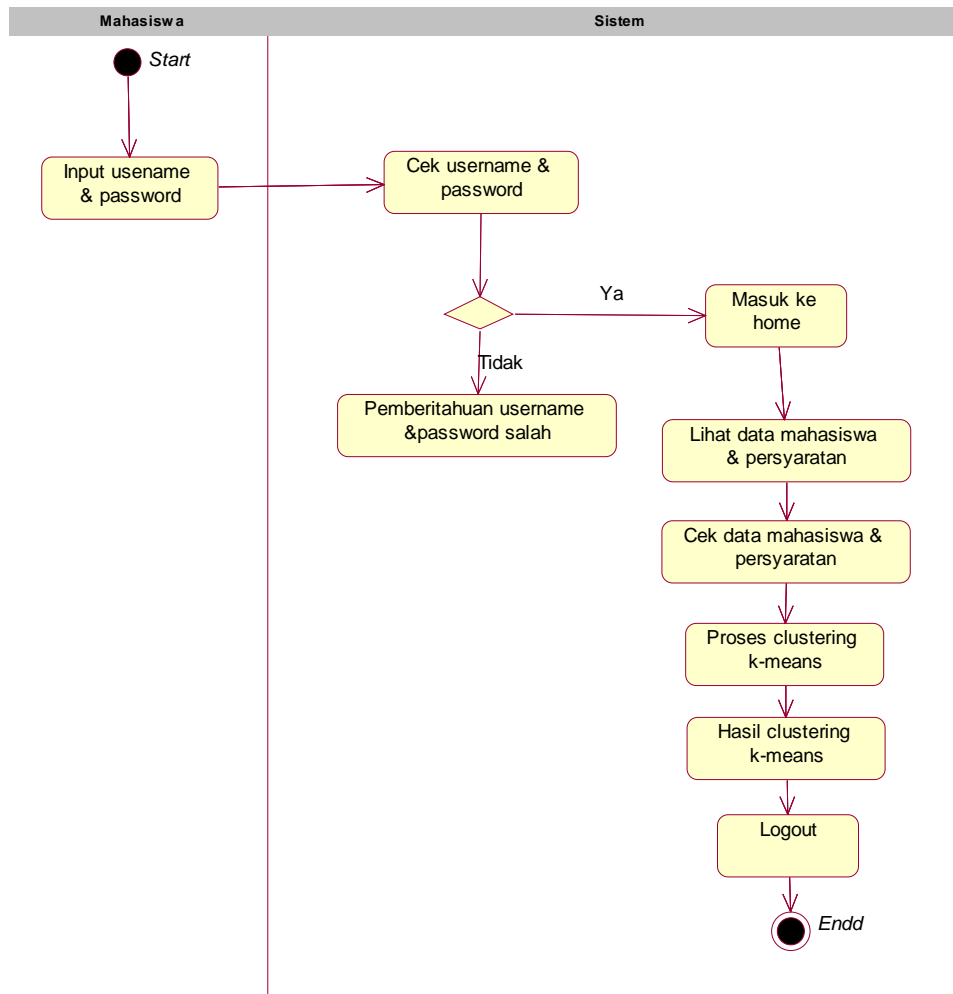 Mahasiswa
Sistem
Start
Input usename
& password
Cek username &
password
Ya
Masuk ke
home
Tidak
Pemberitahuan username
&password salah
Lihat data mahasiswa
& persyaratan
Cek data mahasiswa &
persyaratan
Proses clustering
k-means
Hasil clustering
k-means
Logout
Endd